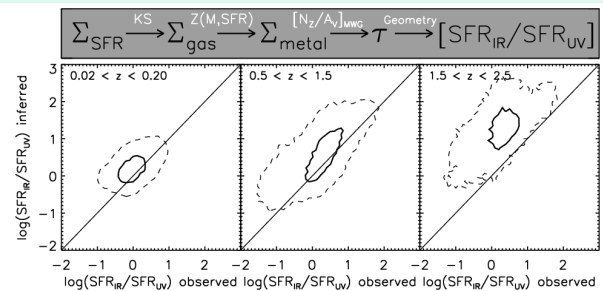 KS Z(M,SFR) [N_Z/A_V]_MWG Geometry
Σ_SFR → Σ_gas → Σ_metal → τ → [SFR_IR/SFR_UV]
0.02 < z < 0.20 0.5 < z < 1.5 1.5 < z < 2.5
log(SFR_IR/SFR_UV) inferred
3
2
1
0
−1
−2
−2 −1 0 1 2 −2 −1 0 1 2 −2 −1 0 1 2
log(SFR_IR/SFR_UV) observed log(SFR_IR/SFR_UV) observed log(SFR_IR/SFR_UV) observed